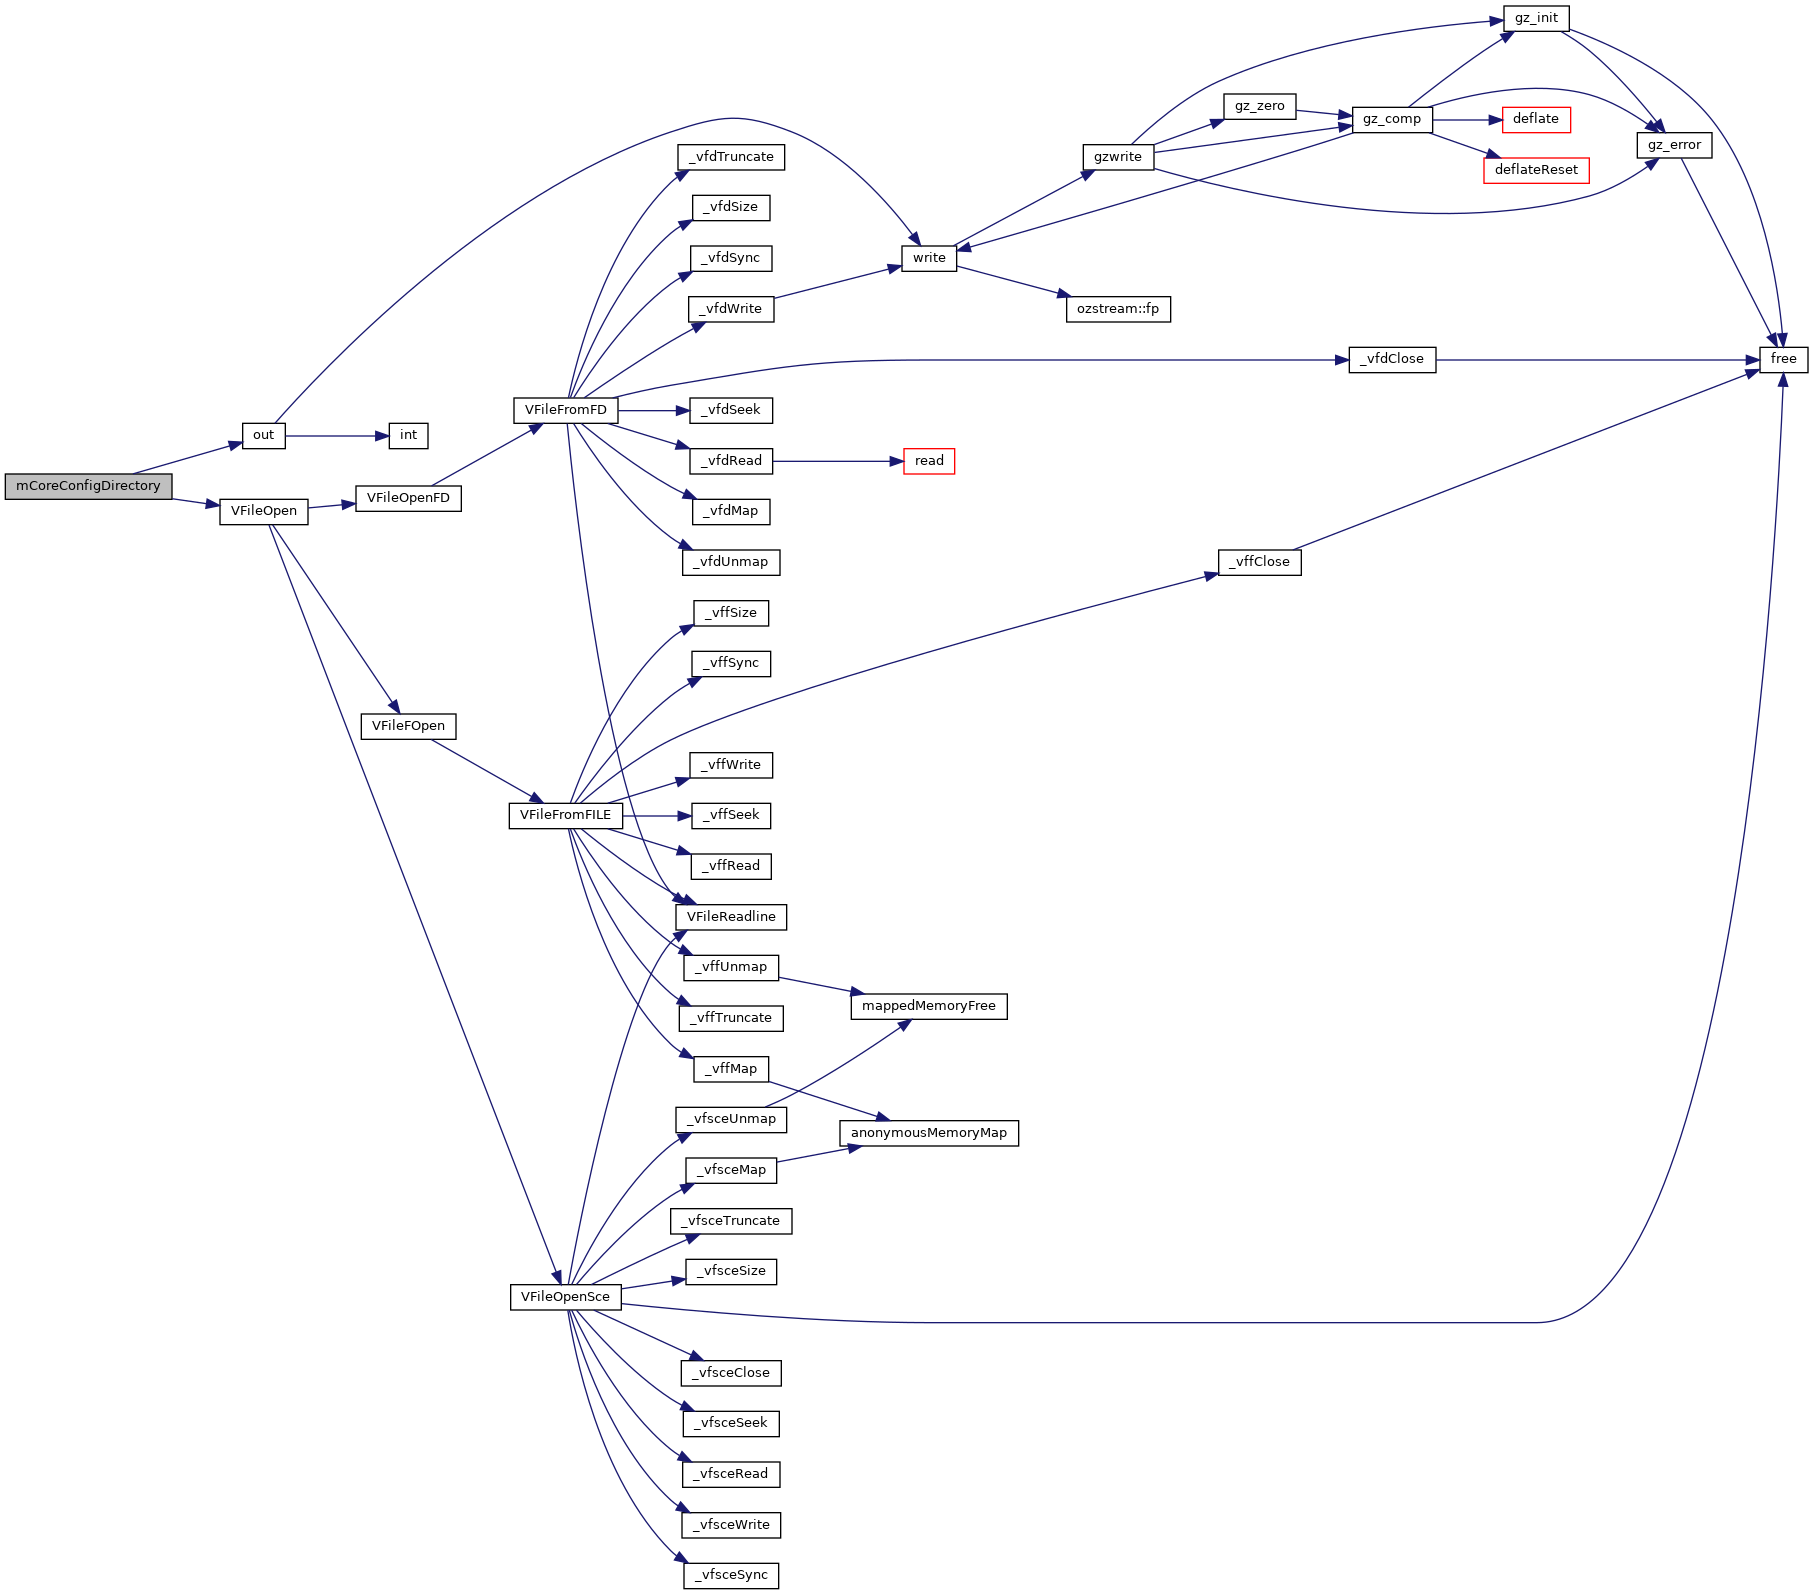 gz_init
gz_zero
deflate
gz_comp
gz_error
gzwrite
_vfdTruncate
deflateReset
_vfdSize
_vfdSync
write
_vfdWrite
ozstream::fp
_vfdClose
free
VFileFromFD
_vfdSeek
out
int
_vfdRead
read
mCoreConfigDirectory
VFileOpenFD
VFileOpen
_vfdMap
_vfdUnmap
_vffClose
_vffSize
_vffSync
VFileFOpen
_vffWrite
VFileFromFILE
_vffSeek
_vffRead
VFileReadline
_vffUnmap
mappedMemoryFree
_vffTruncate
_vffMap
_vfsceUnmap
anonymousMemoryMap
_vfsceMap
_vfsceTruncate
_vfsceSize
VFileOpenSce
_vfsceClose
_vfsceSeek
_vfsceRead
_vfsceWrite
_vfsceSync